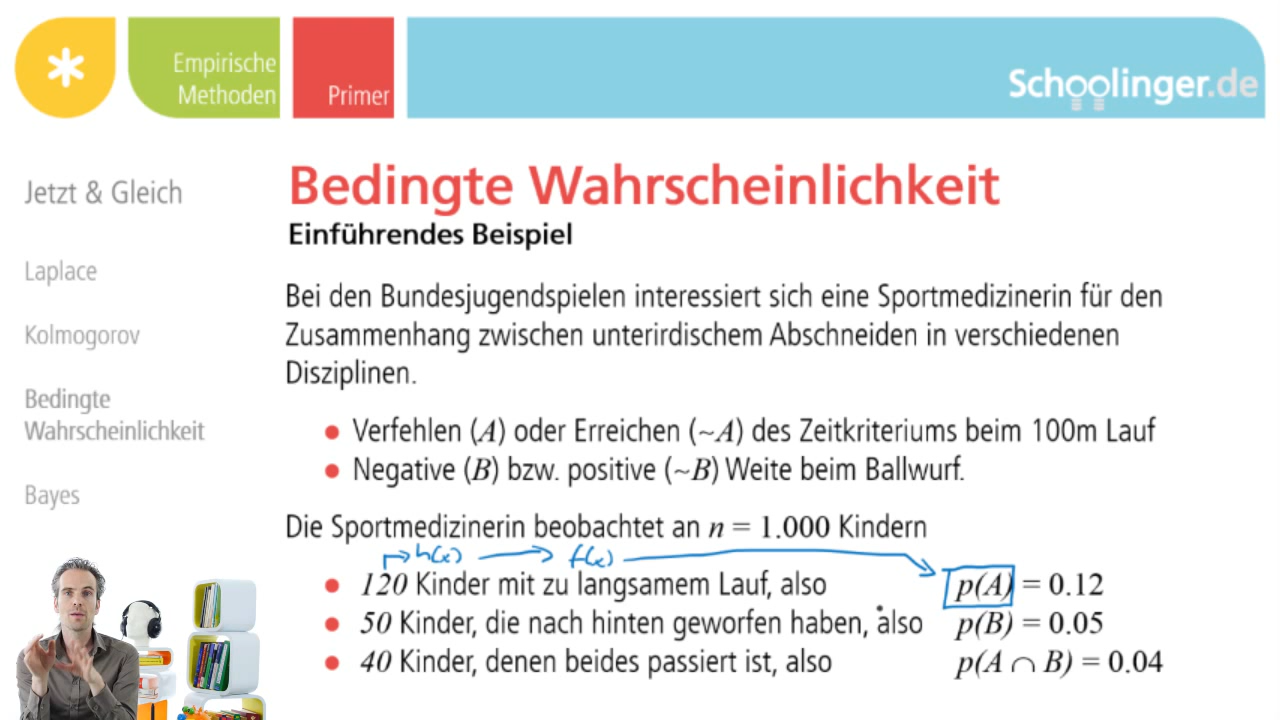 Empirische
Methoden
Primer
Schoolinger.de
Jetzt & Gleich
Laplace
Kolmogorov
Bedingte
Wahrscheinlichkeit
Bayes
Bedingte Wahrscheinlichkeit
Einführendes Beispiel
Bei den Bundesjugendspielen interessiert sich eine Sportmedizinerin für den
Zusammenhang zwischen unterirdischem Abschneiden in verschiedenen
Disziplinen.
• Verfehlen (A) oder Erreichen (~A) des Zeitkriteriums beim 100m Lauf
• Negative (B) bzw. positive (~B) Weite beim Ballwurf.
Die Sportmedizinerin beobachtet an n = 1.000 Kindern
h(x) → f(x)
• 120 Kinder mit zu langsamem Lauf, also p(A) = 0.12
• 50 Kinder, die nach hinten geworfen haben, also p(B) = 0.05
• 40 Kinder, denen beides passiert ist, also p(A ∩ B) = 0.04